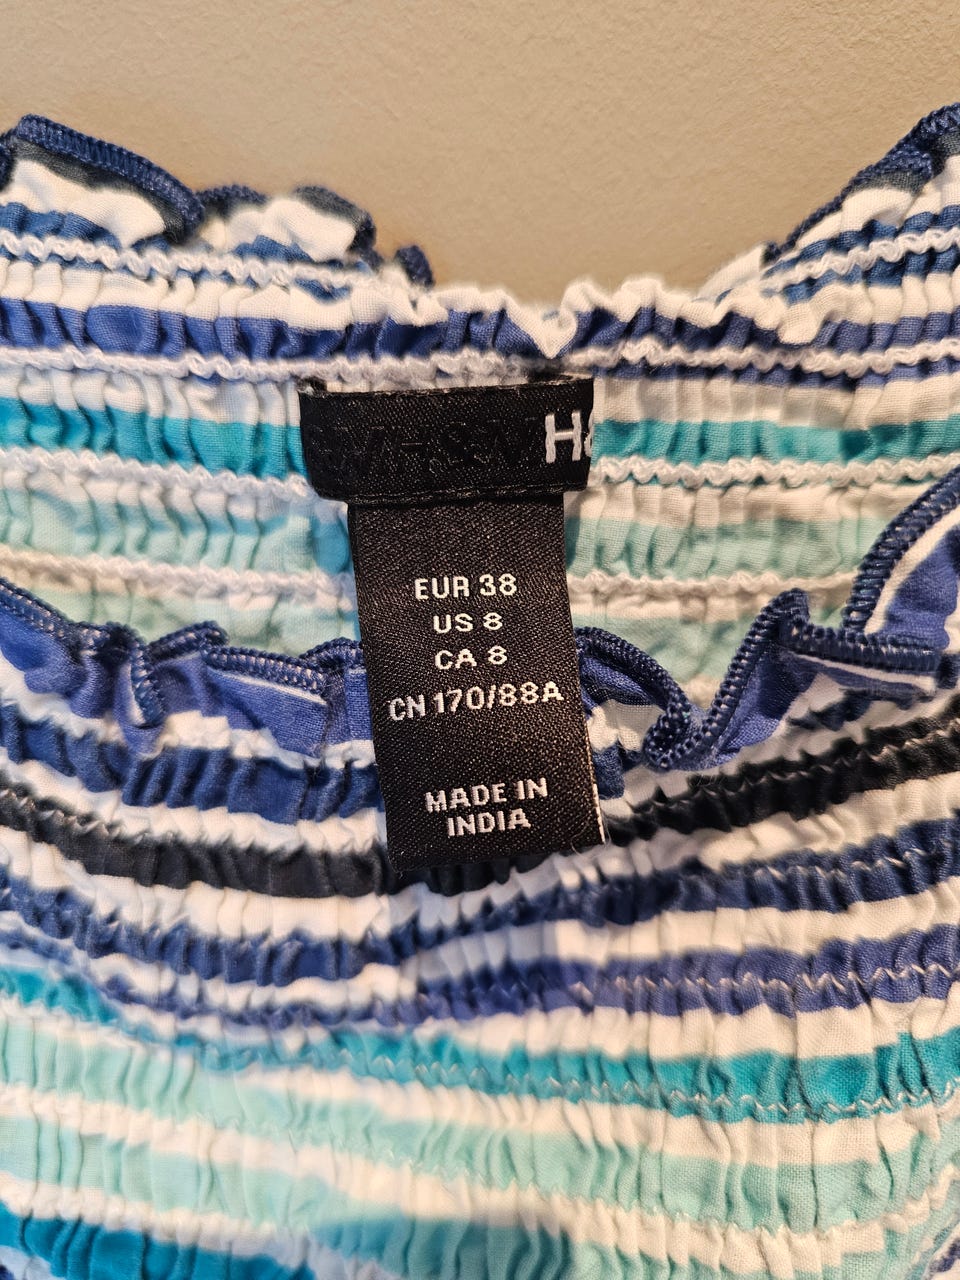 H&
EUR 38
US 8
CA 8
CN 170/88A
MADE IN
INDIA